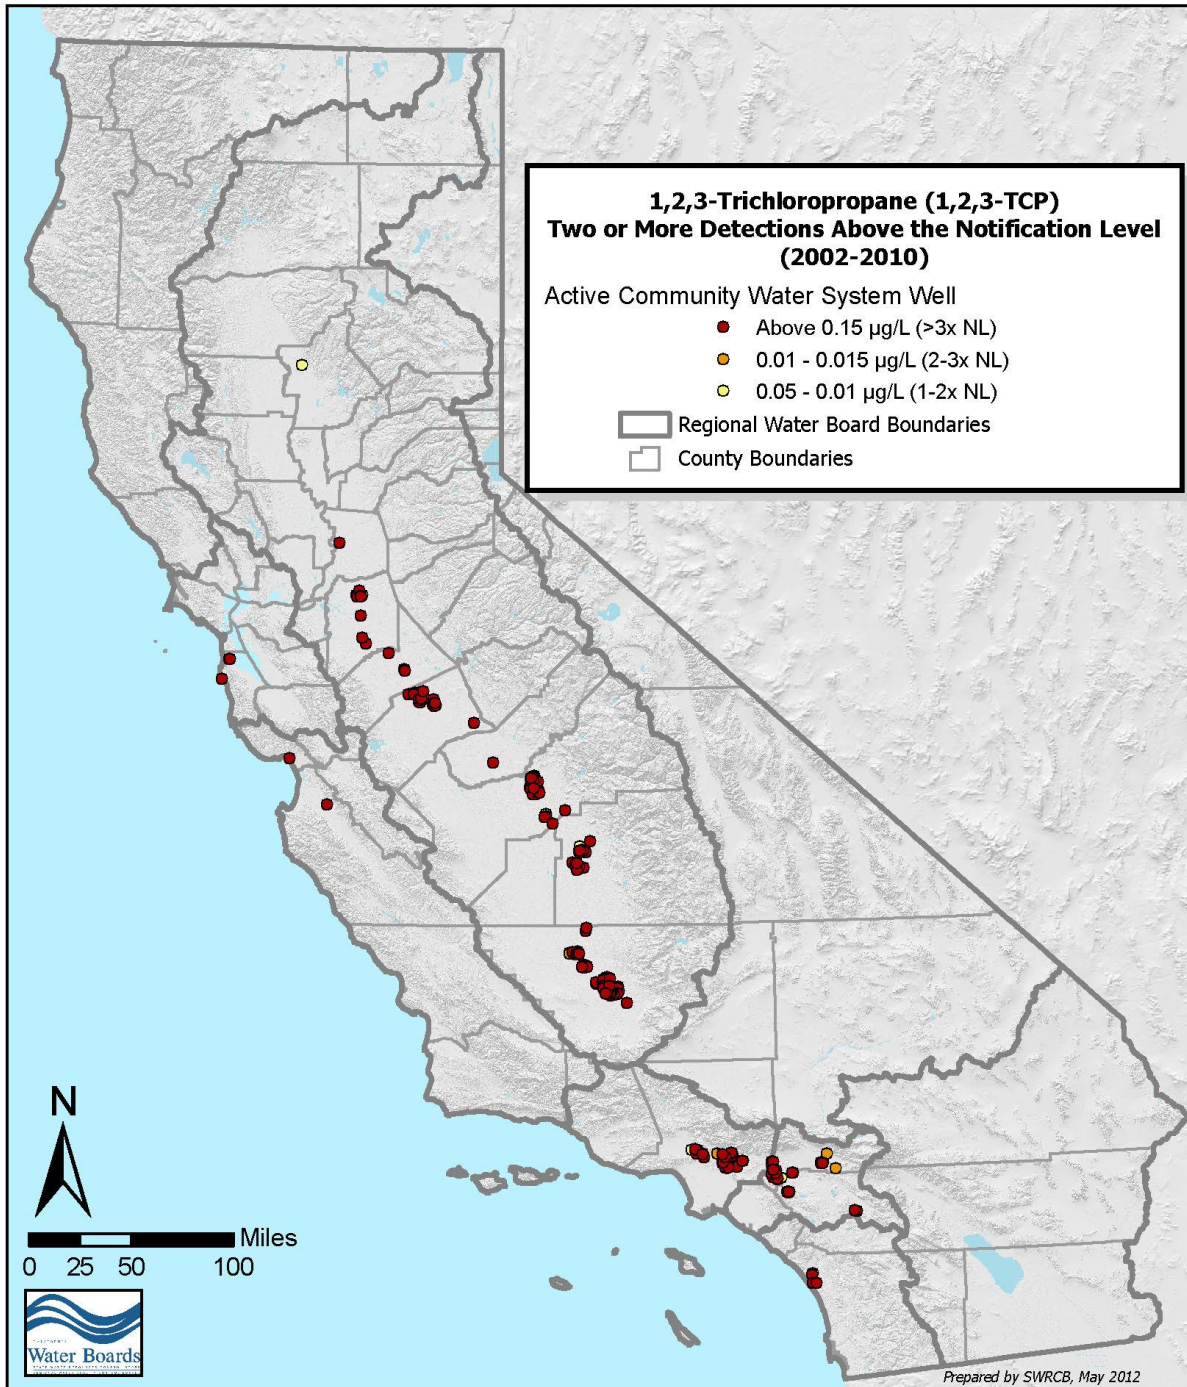 1,2,3-Trichloropropane (1,2,3-TCP)
Two or More Detections Above the Notification Level
(2002-2010)
Active Community Water System Well
Above 0.15 µg/L (>3x NL)
0.01 - 0.015 µg/L (2-3x NL)
0.05 - 0.01 µg/L (1-2x NL)
Regional Water Board Boundaries
County Boundaries
N
Miles
0 25 50 100
CALIFORNIA
Water Boards
Prepared by SWRCB, May 2012